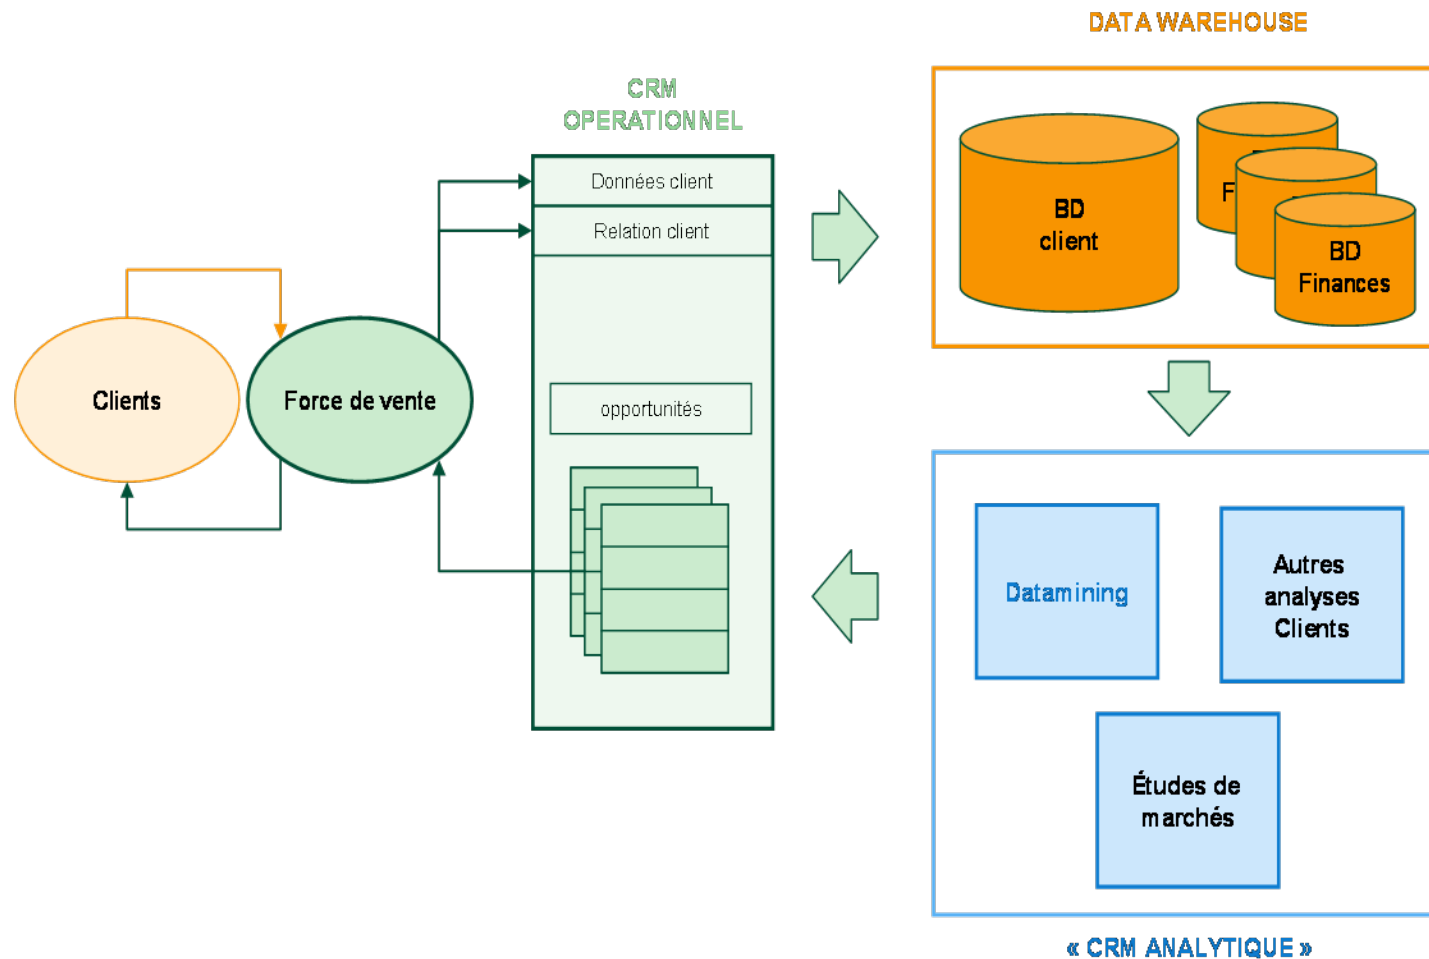 DATA WAREHOUSE
CRM
OPERATIONNEL
Données client
Relation client
BD
client
BD
Finances
Clients
Force de vente
opportunités
Datamining
Autres
analyses
Clients
Études de
marchés
« CRM ANALYTIQUE »